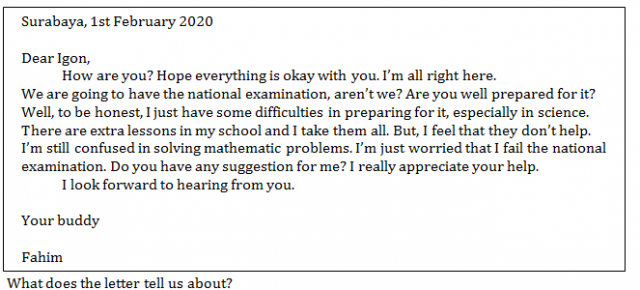 Surabaya, 1st February 2020
Dear Igon,
How are you? Hope everything is okay with you. I'm all right here.
We are going to have the national examination, aren't we? Are you well prepared for it?
Well, to be honest, I just have some difficulties in preparing for it, especially in science.
There are extra lessons in my school and I take them all. But, I feel that they don't help.
I'm still confused in solving mathematic problems. I'm just worried that I fail the national
examination. Do you have any suggestion for me? I really appreciate your help.
I look forward to hearing from you.
Your buddy
Fahim
What does the letter tell us about?